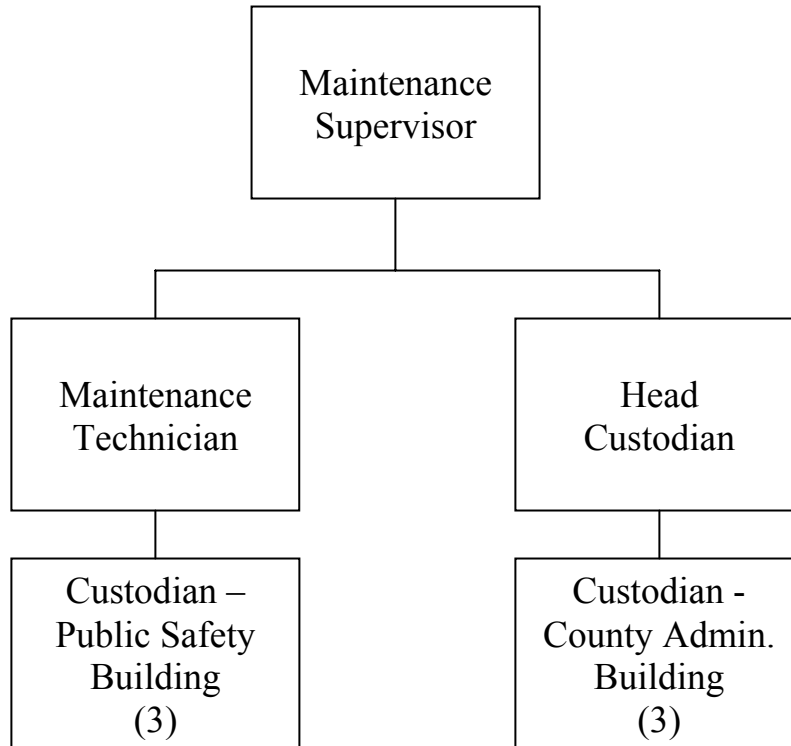 Maintenance
Supervisor
Maintenance
Technician
Head
Custodian
Custodian –
Public Safety
Building
(3)
Custodian -
County Admin.
Building
(3)